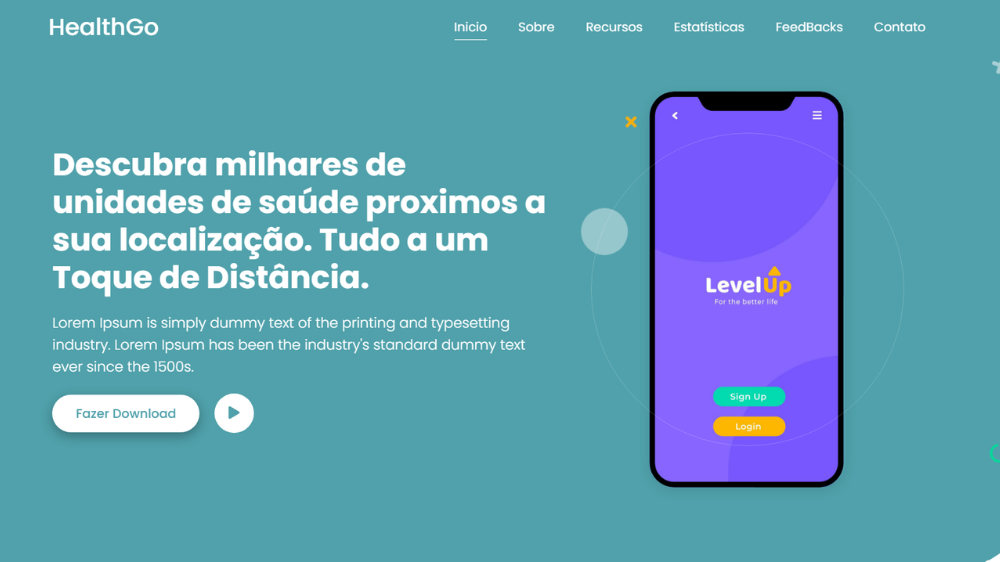 HealthGo
Inicio Sobre Recursos Estatísticas FeedBacks Contato
Descubra milhares de
unidades de saúde proximos a
sua localização. Tudo a um
Toque de Distância.
Lorem Ipsum is simply dummy text of the printing and typesetting
industry. Lorem Ipsum has been the industry's standard dummy text
ever since the 1500s.
Fazer Download
LevelUp
For the better life
Sign Up
Login